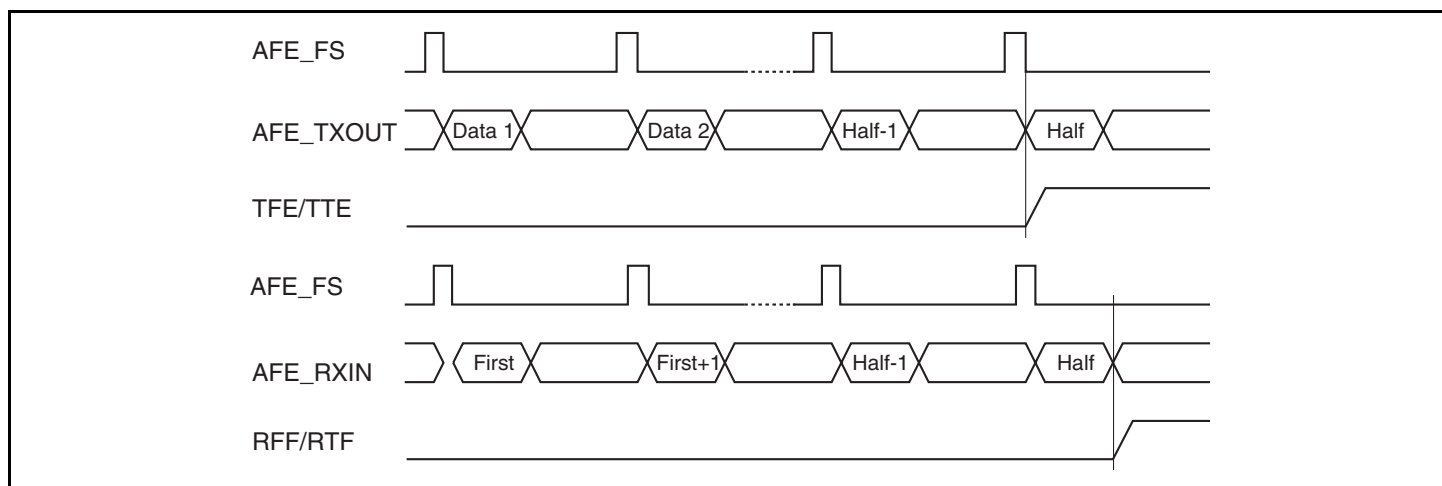 AFE_FS
AFE_TXOUT Data 1 Data 2 Half-1 Half
TFE/TTE
AFE_FS
AFE_RXIN First First+1 Half-1 Half
RFF/RTF